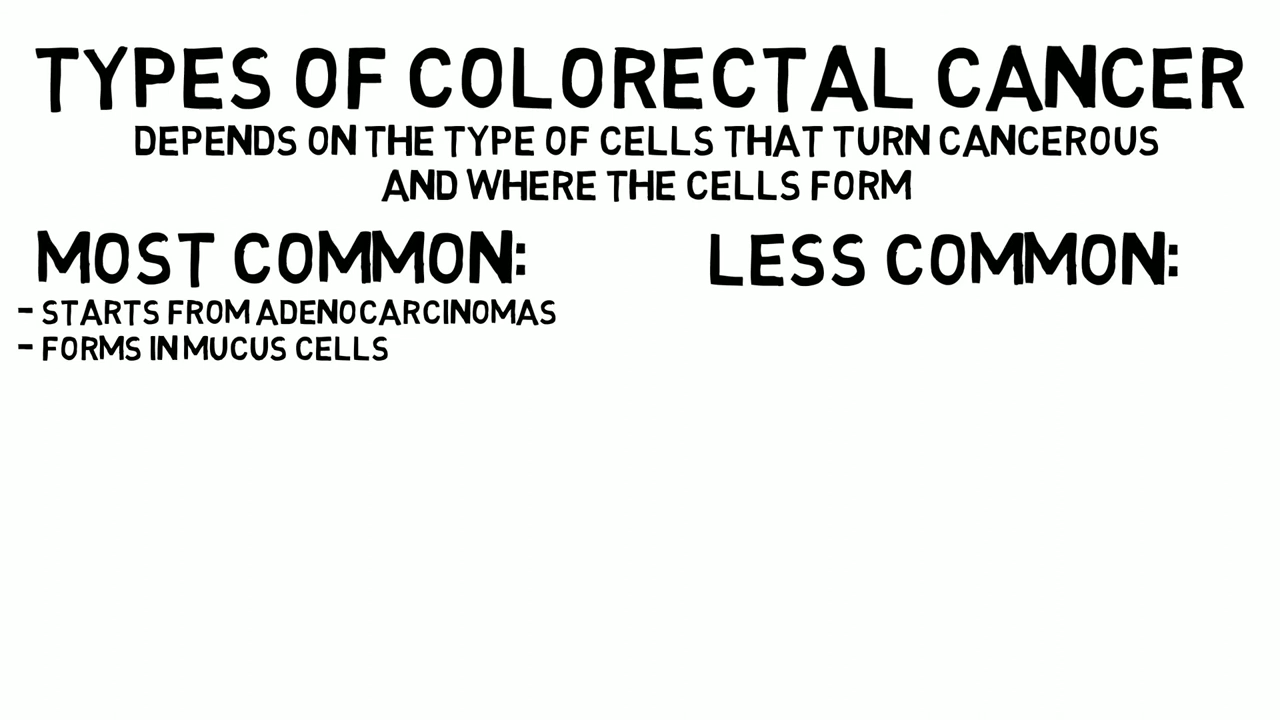 TYPES OF COLORECTAL CANCER
DEPENDS ON THE TYPE OF CELLS THAT TURN CANCEROUS
AND WHERE THE CELLS FORM
MOST COMMON:
- STARTS FROM ADENOCARCINOMAS
- FORMS IN MUCUS CELLS
LESS COMMON: